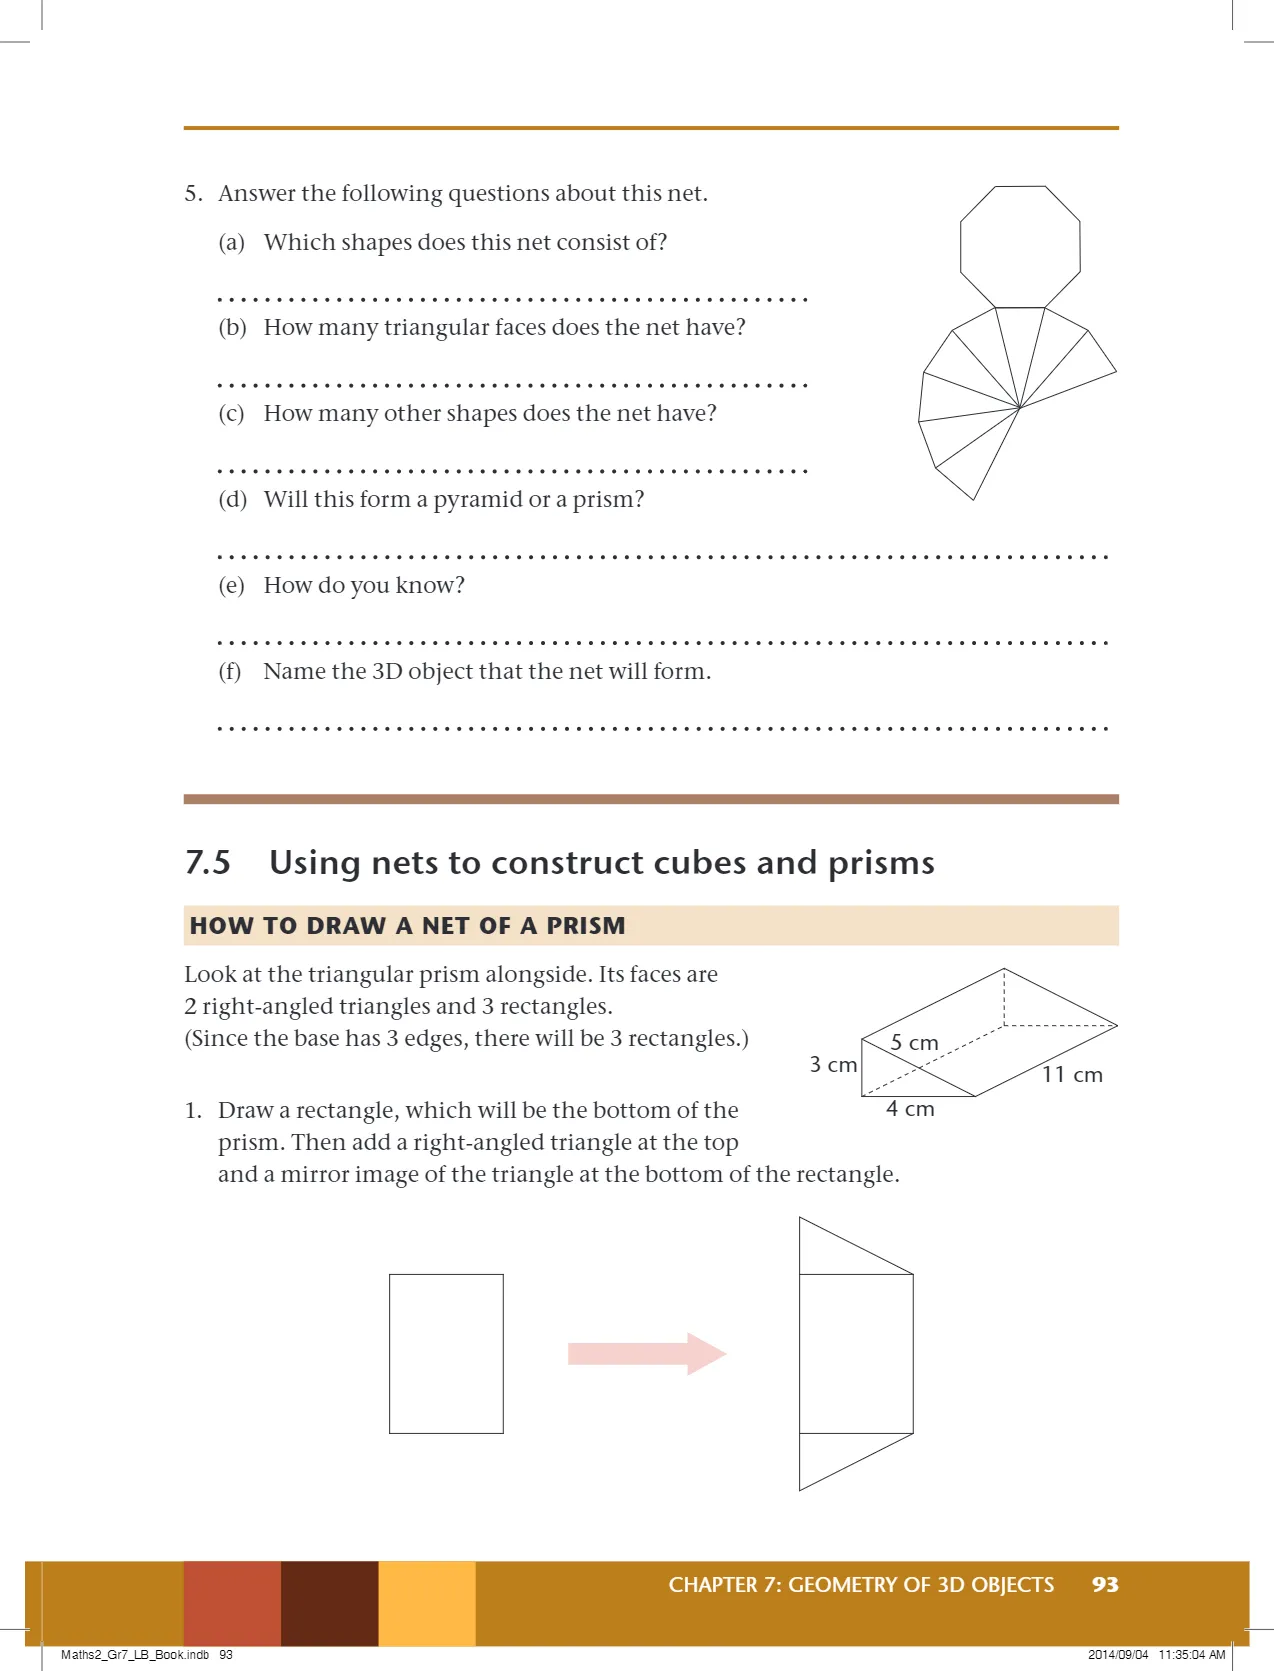 5. Answer the following questions about this net.
(a) Which shapes does this net consist of?
(b) How many triangular faces does the net have?
(c) How many other shapes does the net have?
(d) Will this form a pyramid or a prism?
(e) How do you know?
(f) Name the 3D object that the net will form.
7.5 Using nets to construct cubes and prisms
HOW TO DRAW A NET OF A PRISM
Look at the triangular prism alongside. Its faces are
2 right-angled triangles and 3 rectangles.
(Since the base has 3 edges, there will be 3 rectangles.)
5 cm
3 cm
11 cm
4 cm
1. Draw a rectangle, which will be the bottom of the
prism. Then add a right-angled triangle at the top
and a mirror image of the triangle at the bottom of the rectangle.
CHAPTER 7: GEOMETRY OF 3D OBJECTS 93
Maths2_Gr7_LB_Book.indb 93
2014/09/04 11:35:04 AM